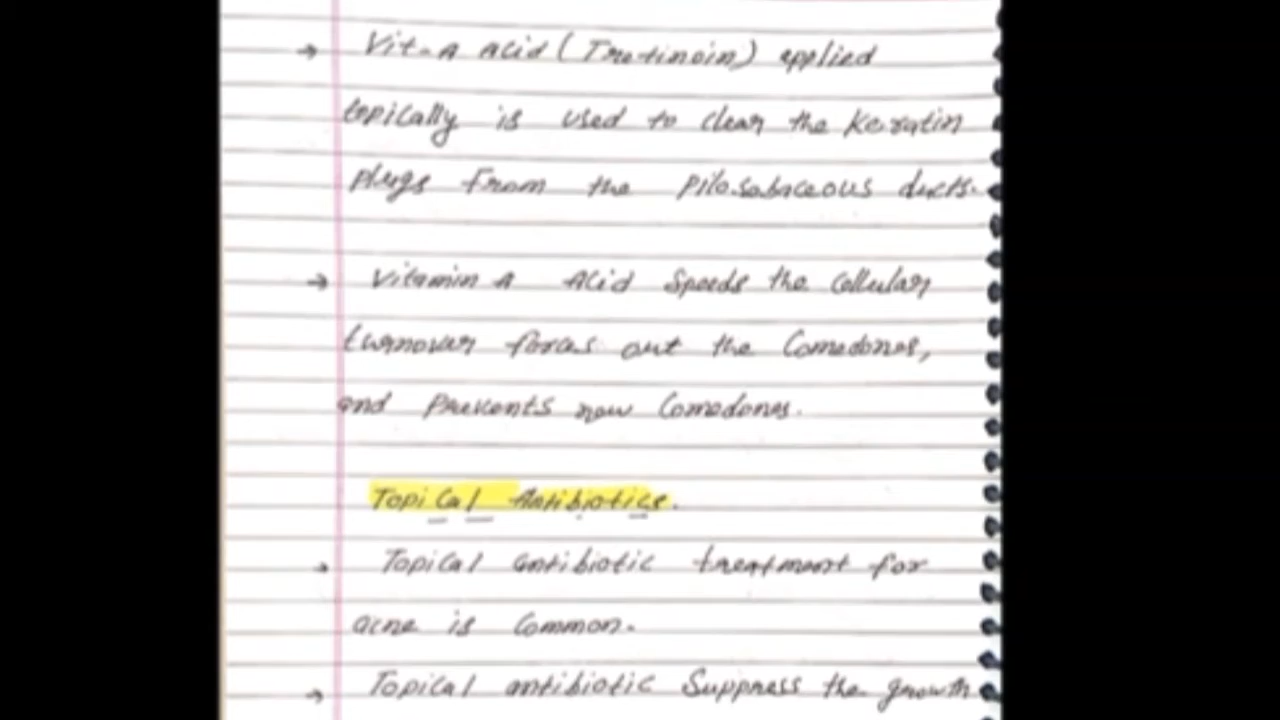 → Vit-A acid (Tretinoin) applied
topically is used to clear the Keratin
plugs from the pilosabaceous ducts.
→ Vitamin A Acid Speeds the Cellular
turnover forces out the Comedones,
and Prevents new Comedones.
Topical Antibiotics.
→ Topical antibiotic treatment for
acne is Common.
→ Topical antibiotic Suppress the growth